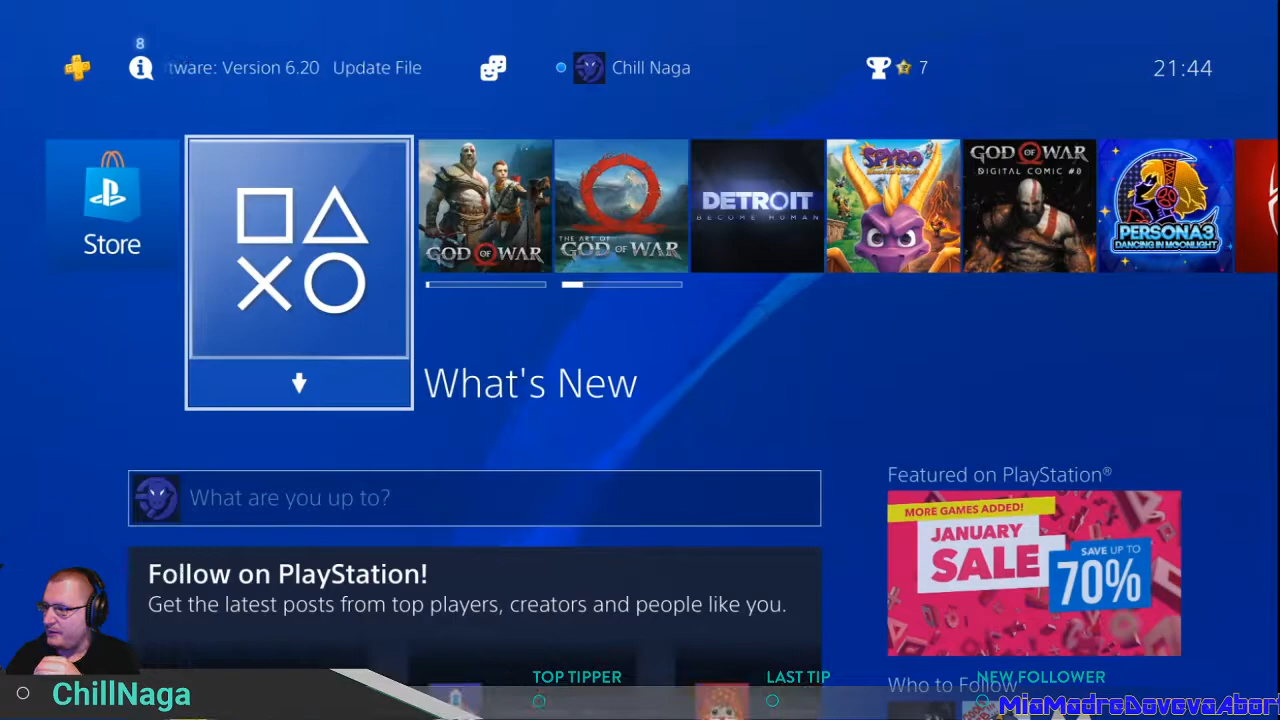 8
tware: Version 6.20 Update File
Chill Naga
7
21:44
Store
GOD OF WAR
THE ART OF
GOD OF WAR
DETROIT
BECOME HUMAN
SPYRO
GOD OF WAR
DIGITAL COMIC #0
PERSONA3
DANCING IN MOONLIGHT
What's New
What are you up to?
Featured on PlayStation®
MORE GAMES ADDED!
JANUARY
SALE
SAVE UP TO
70%
Follow on PlayStation!
Get the latest posts from top players, creators and people like you.
Who to Follow
ChillNaga
TOP TIPPER
LAST TIP
NEW FOLLOWER
MiaMadreDovevaAbor